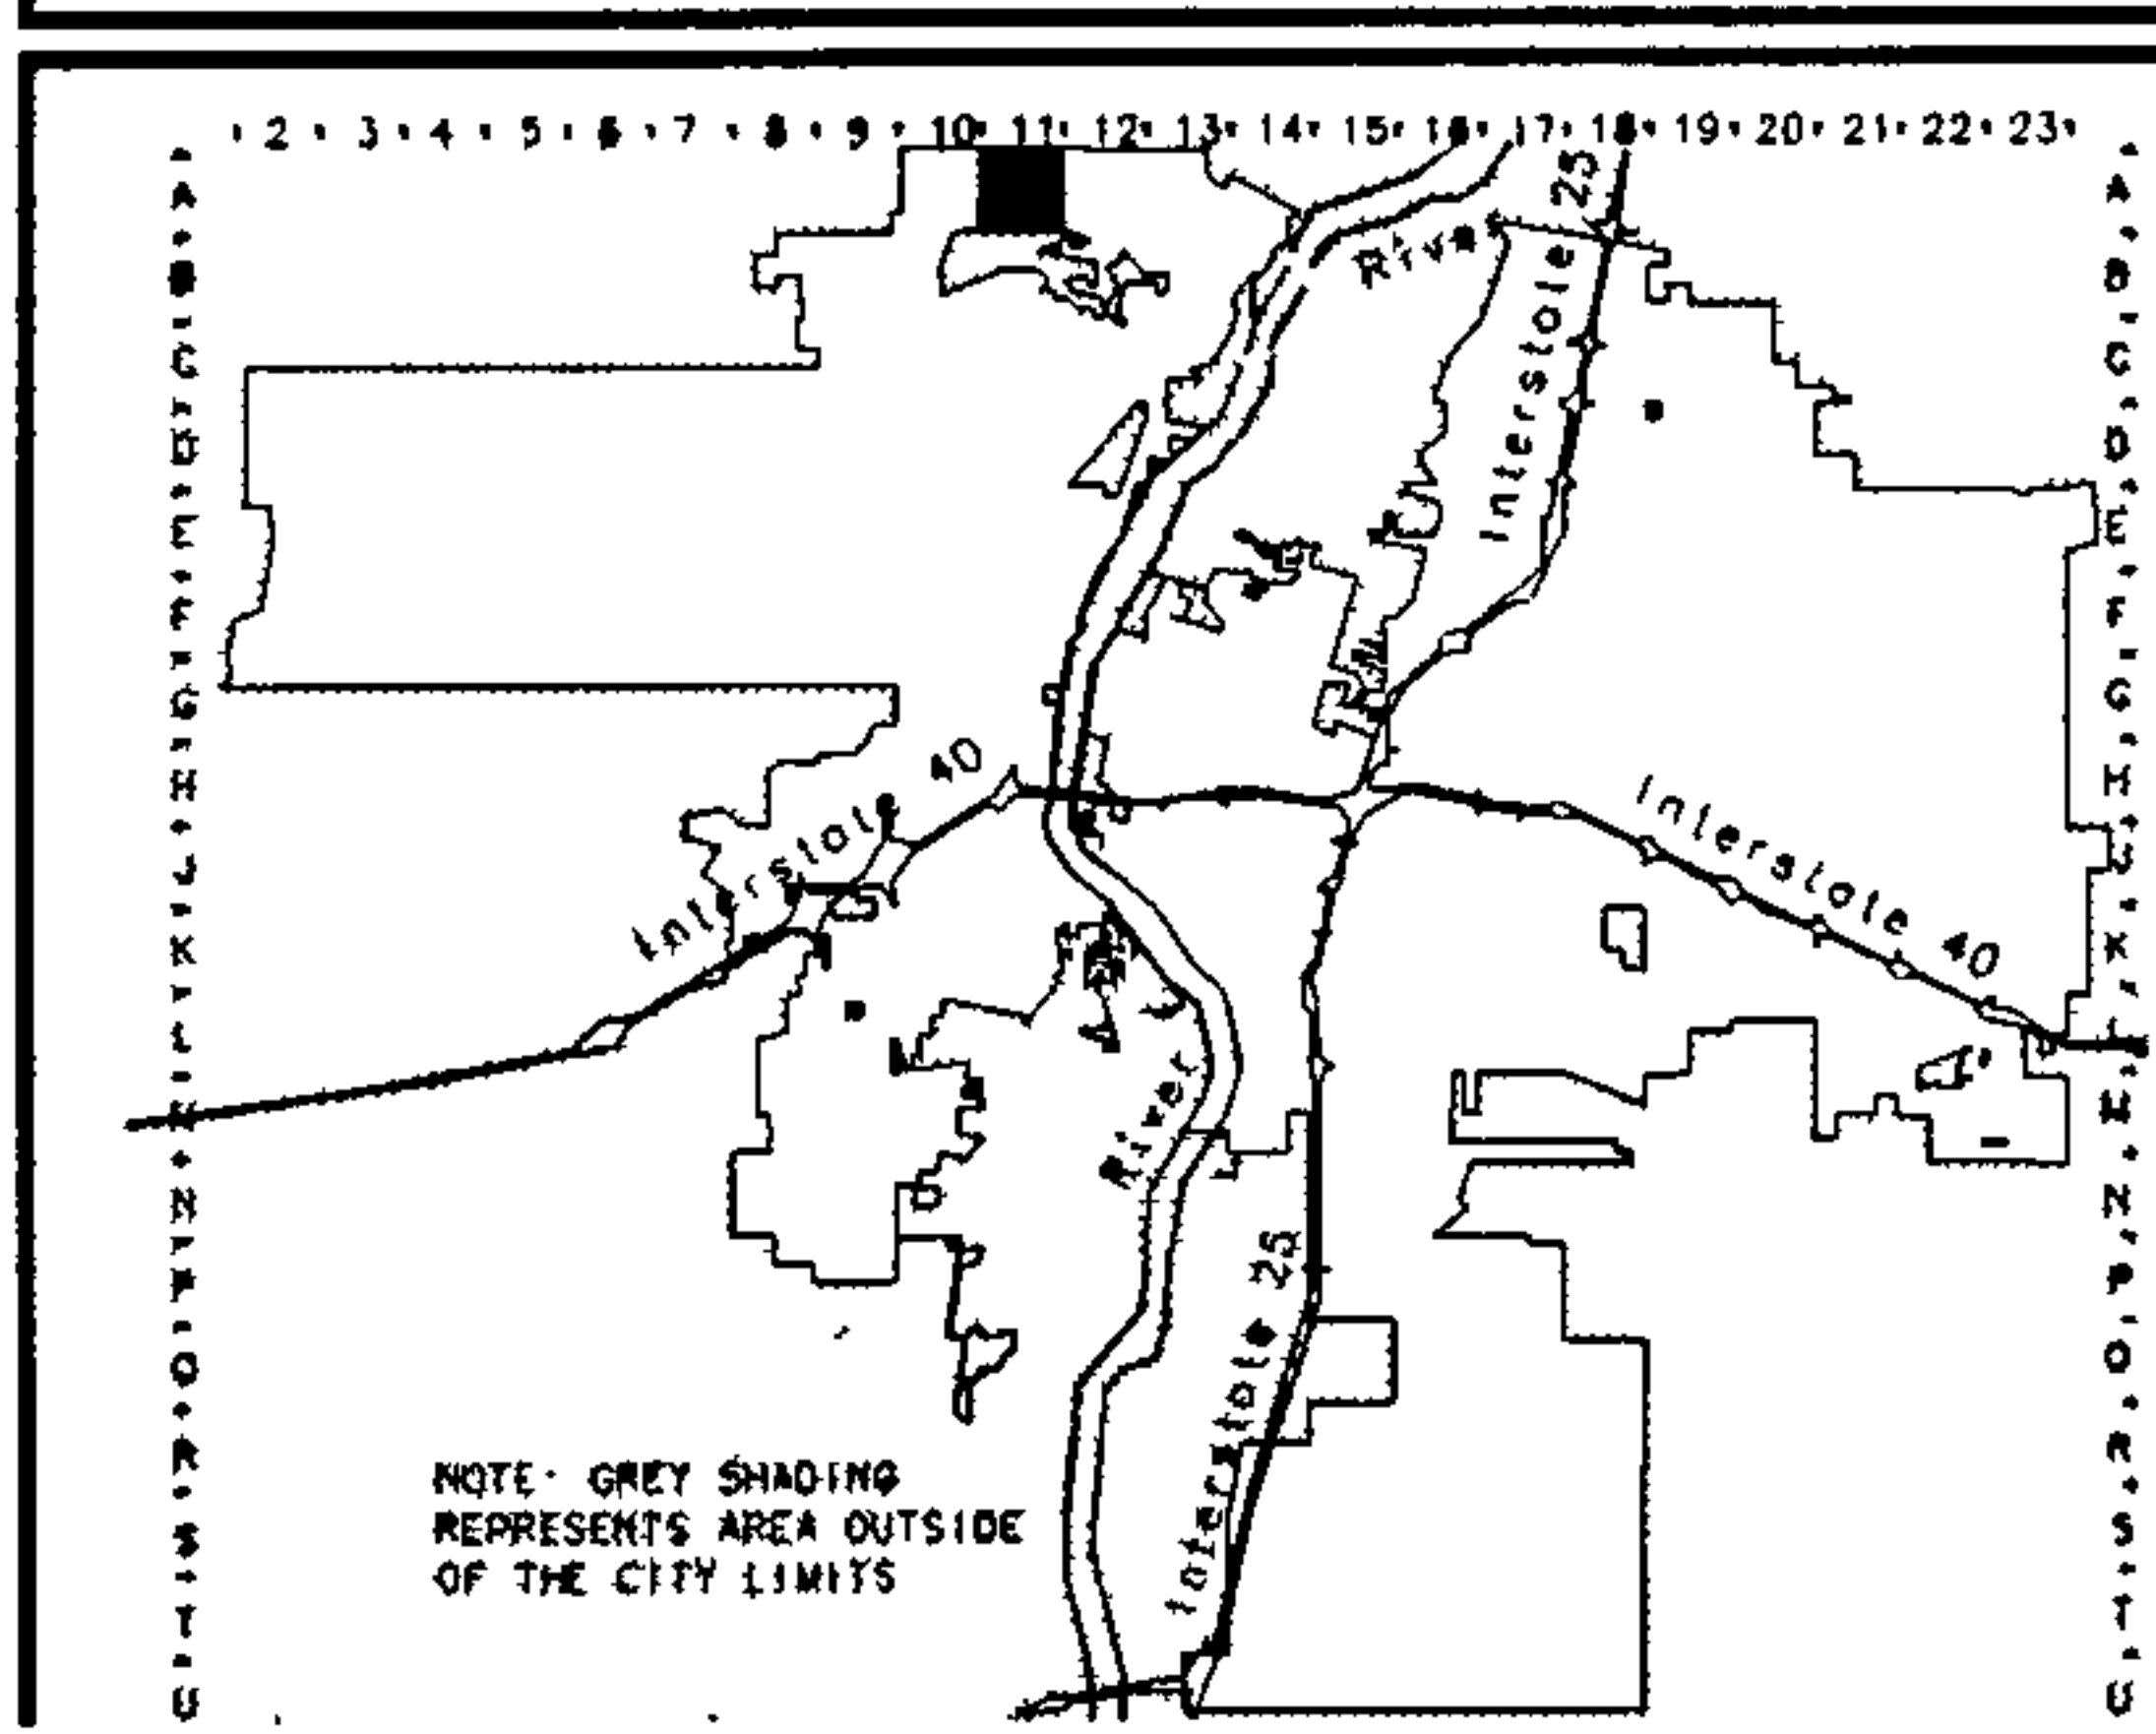 2 3 4 5 6 7 8 9 10 11 12 13 14 15 16 17 18 19 20 21 22 23
A A
B B
C C
D D
E E
F F
G G
H H
J J
K K
L L
M M
N N
P P
Q Q
R R
S S
T T
U U
River
Interstate 25
Interstate 40
Interstate 40
River
Interstate 25
NOTE: GREY SHADING
REPRESENTS AREA OUTSIDE
OF THE CITY LIMITS